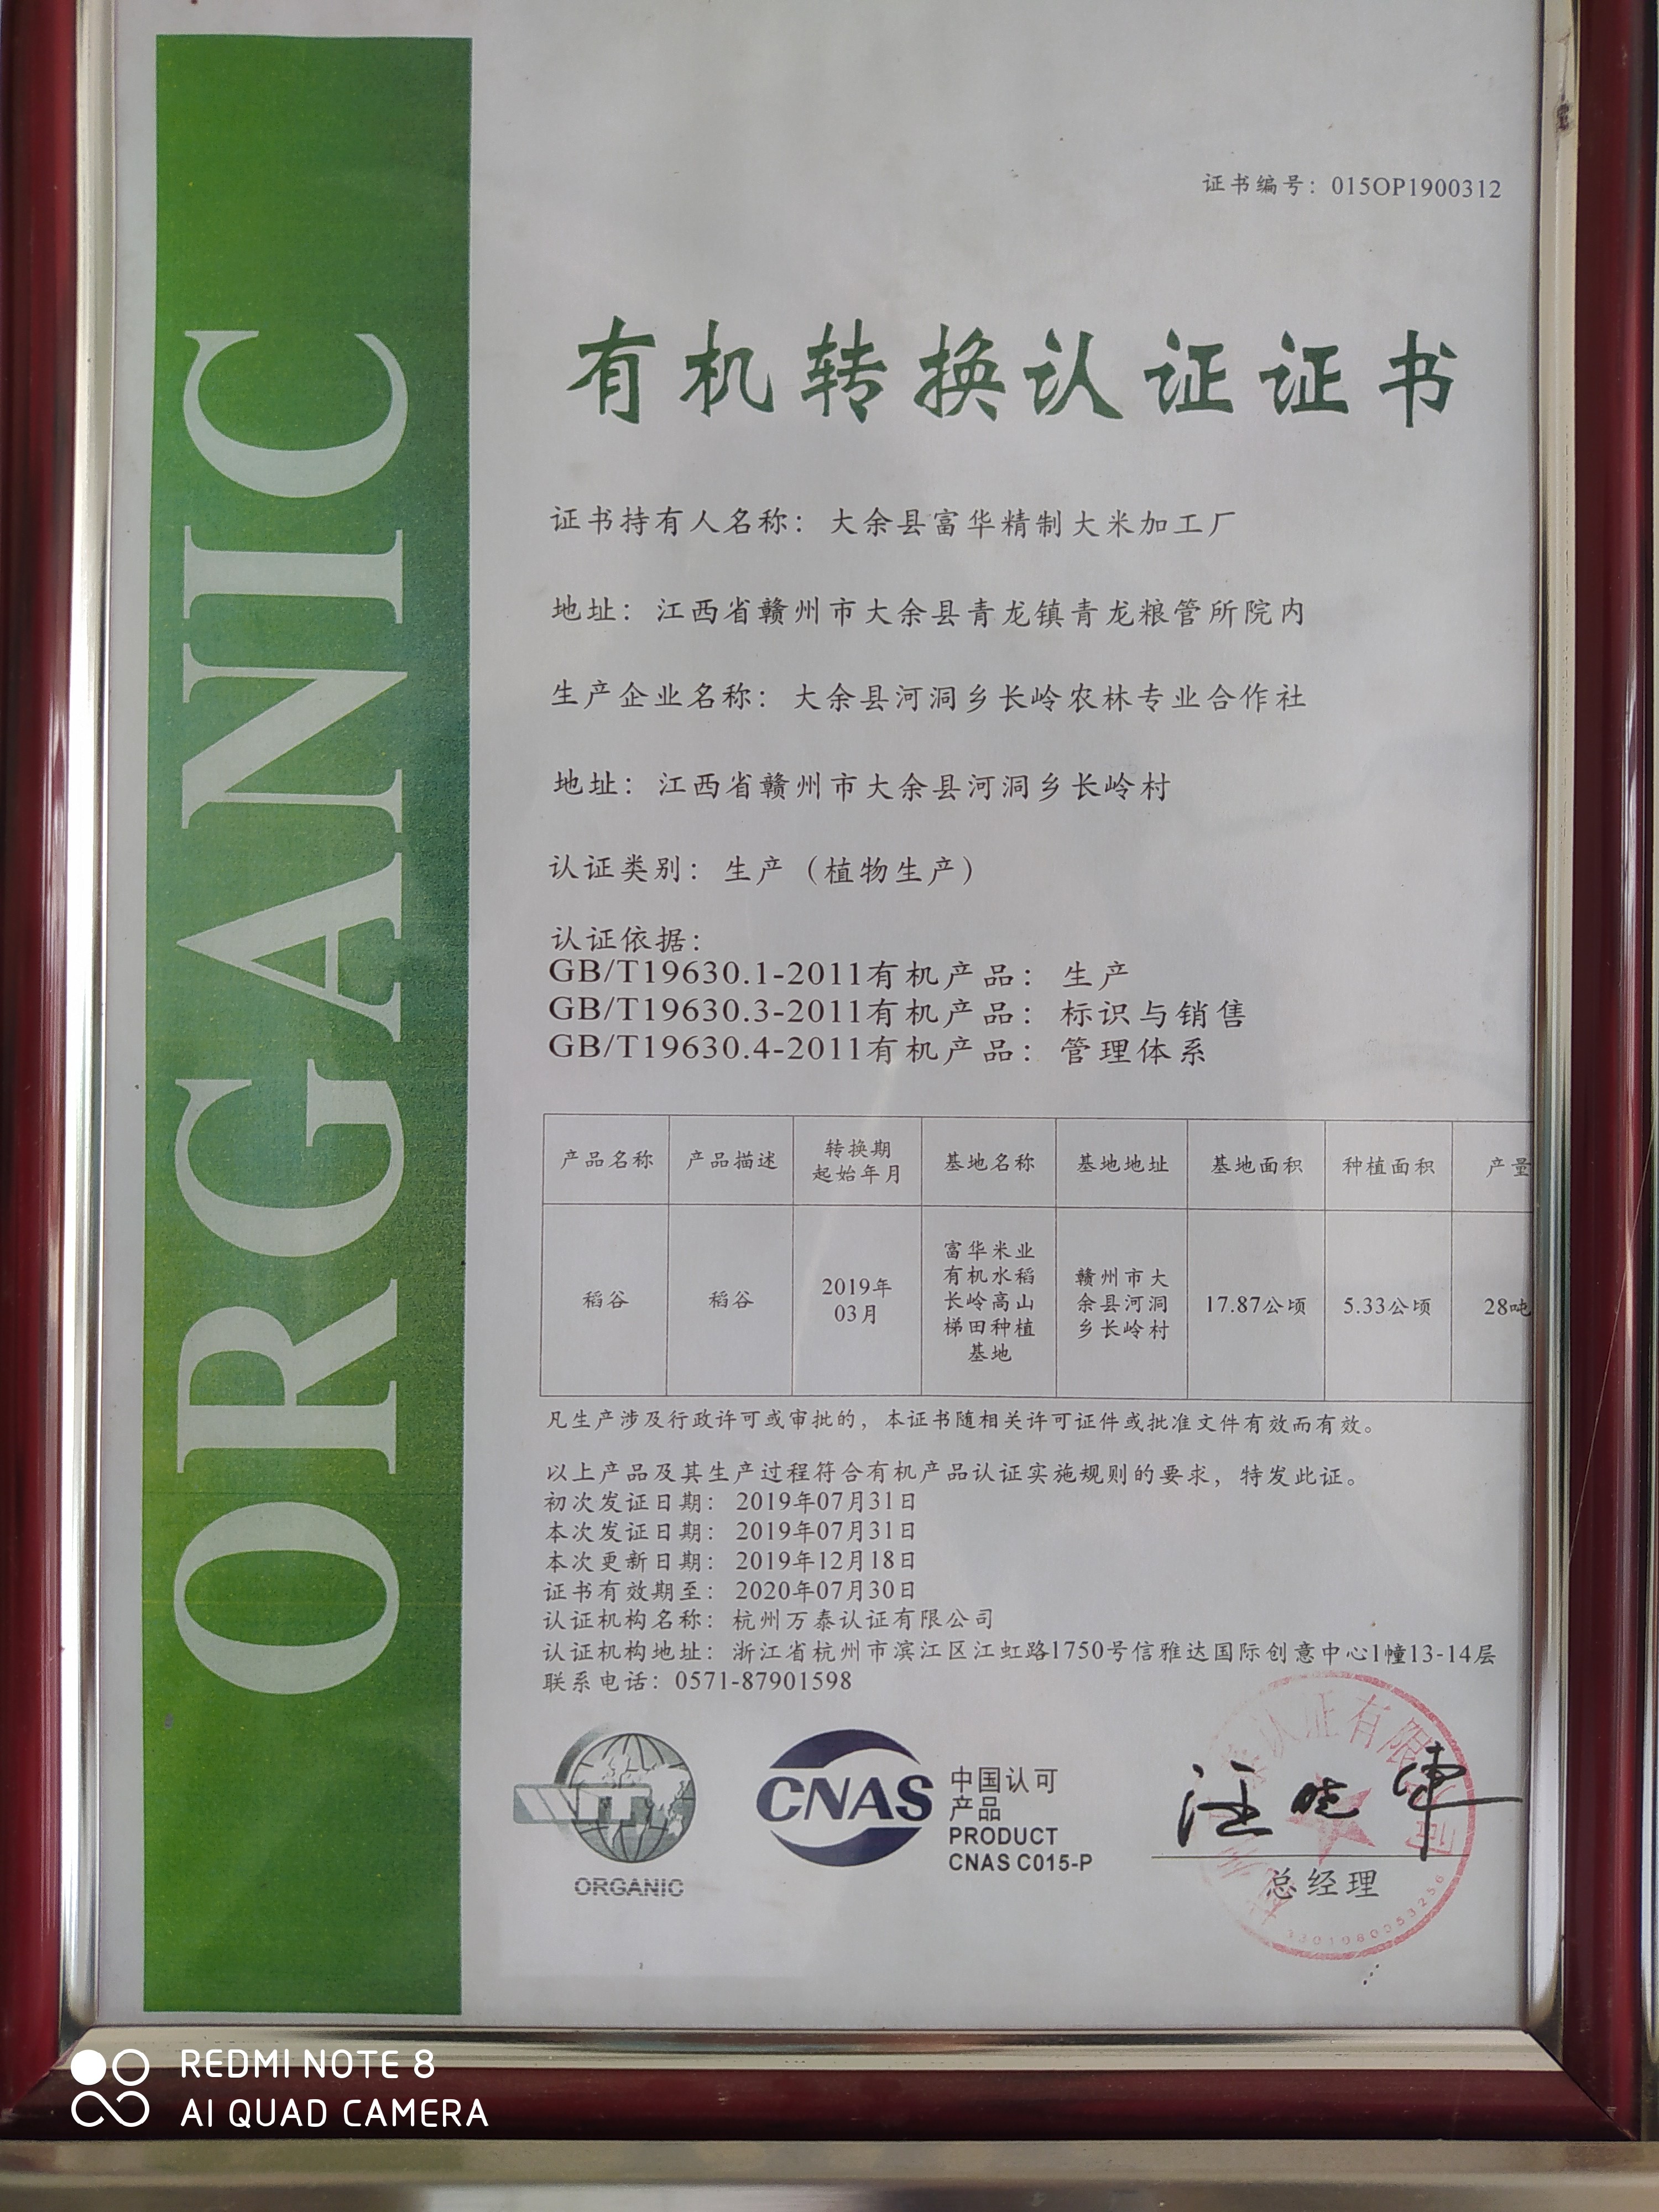 证书编号：015OP1900312
ORGANIC
有机转换认证证书
证书持有人名称：大余县富华精制大米加工厂
地址：江西省赣州市大余县青龙镇青龙粮管所院内
生产企业名称：大余县河洞乡长岭农林专业合作社
地址：江西省赣州市大余县河洞乡长岭村
认证类别：生产（植物生产）
认证依据：
GB/T19630.1-2011有机产品：生产
GB/T19630.3-2011有机产品：标识与销售
GB/T19630.4-2011有机产品：管理体系
产品名称 产品描述 转换期 起始年月 基地名称 基地地址 基地面积 种植面积 产量
稻谷 稻谷 2019年 03月 富华米业 有机水稻 长岭高山 梯田种植 基地 赣州市大 余县河洞 乡长岭村 17.87公顷 5.33公顷 28吨
凡生产涉及行政许可或审批的，本证书随相关许可证件或批准文件有效而有效。
以上产品及其生产过程符合有机产品认证实施规则的要求，特发此证。
初次发证日期：2019年07月31日
本次发证日期：2019年07月31日
本次更新日期：2019年12月18日
证书有效期至：2020年07月30日
认证机构名称：杭州万泰认证有限公司
认证机构地址：浙江省杭州市滨江区江虹路1750号信雅达国际创意中心1幢13-14层
联系电话：0571-87901598
ORGANIC
CNAS
中国认可
产品
PRODUCT
CNAS C015-P
总经理
REDMI NOTE 8
AI QUAD CAMERA